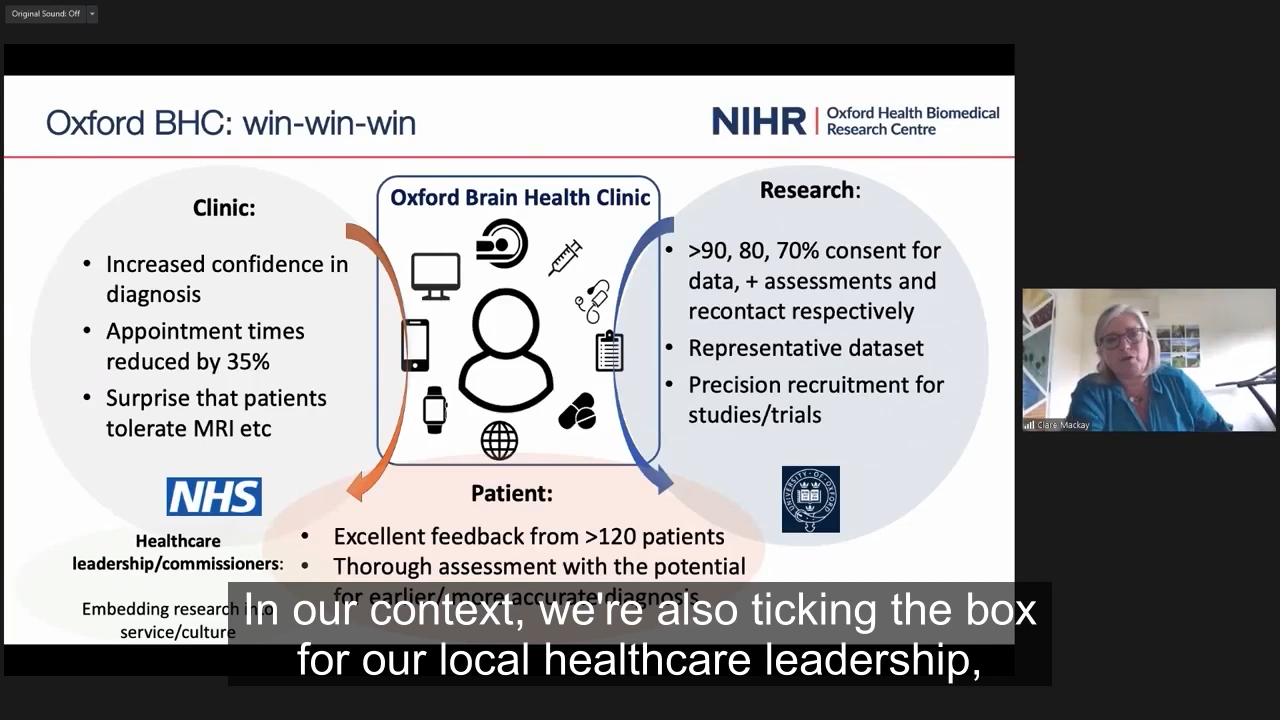 Original Sound: Off
Oxford BHC: win-win-win
NIHR | Oxford Health Biomedical
Research Centre
Clinic:
• Increased confidence in
diagnosis
• Appointment times
reduced by 35%
• Surprise that patients
tolerate MRI etc
NHS
Oxford Brain Health Clinic
Research:
• >90, 80, 70% consent for
data, + assessments and
recontact respectively
• Representative dataset
• Precision recruitment for
studies/trials
UNIVERSITY OF OXFORD
Patient:
• Excellent feedback from >120 patients
• Thorough assessment with the potential
for earlier/ more accurate diagnosis
Healthcare
leadership/commissioners:
Embedding research into
service/culture
Clare Mackay
In our context, we're also ticking the box
for our local healthcare leadership,